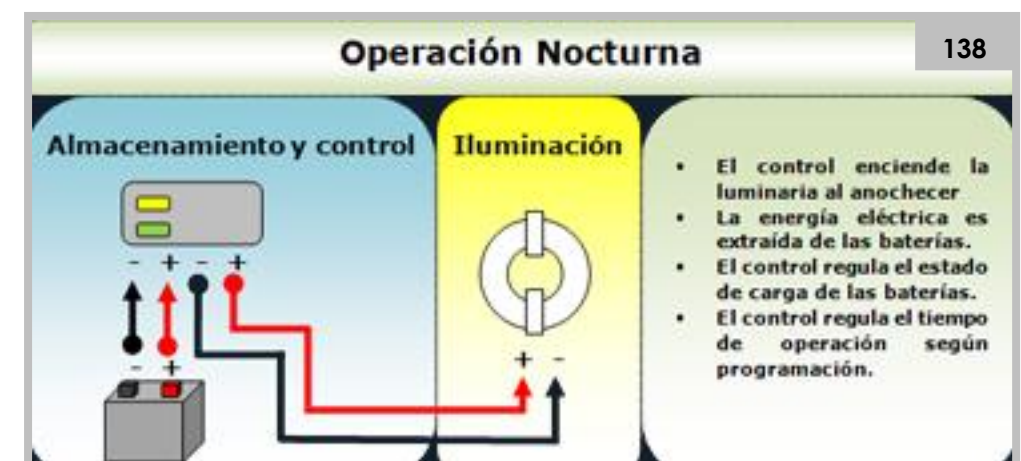 Operación Nocturna
138
Almacenamiento y control
- + - +
- +
Iluminación
+ -
• El control enciende la
luminaria al anochecer
• La energía eléctrica es
extraída de las baterías.
• El control regula el estado
de carga de las baterías.
• El control regula el tiempo
de operación según
programación.